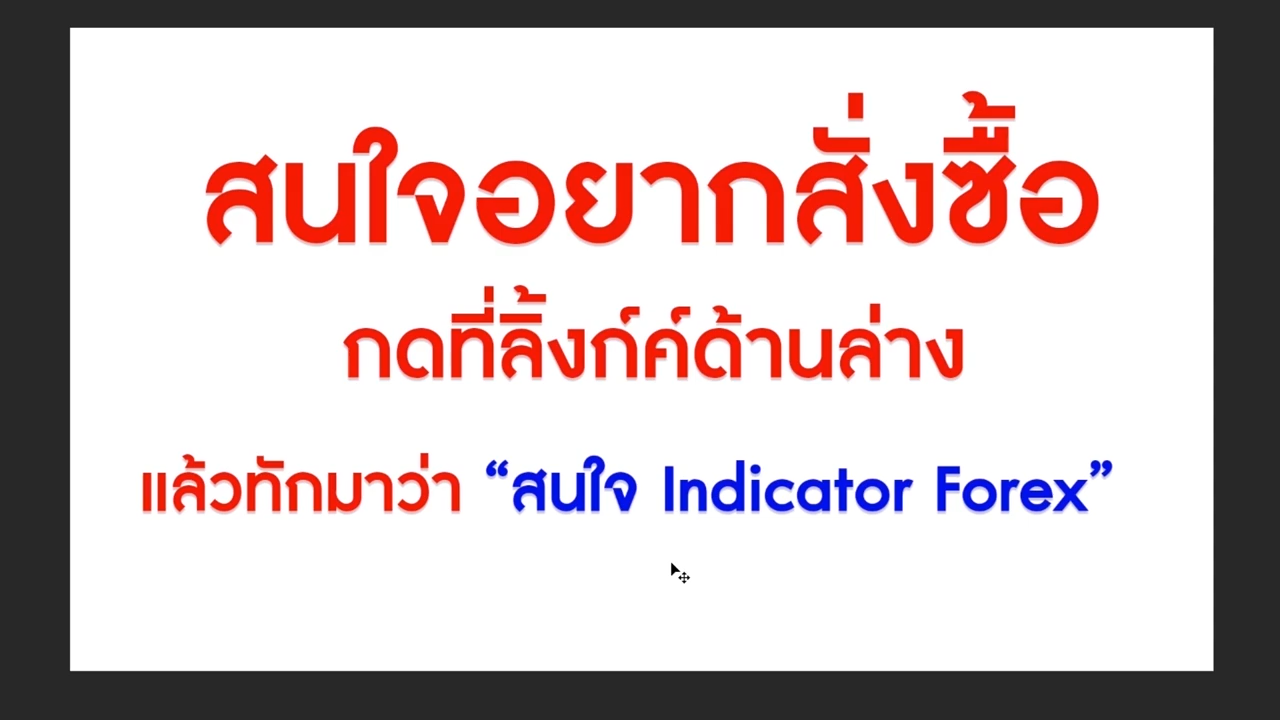 สนใจอยากสั่งซื้อ
กดที่ลิ้งก์ค์ด้านล่าง
แล้วทักมาว่า “สนใจ Indicator Forex”